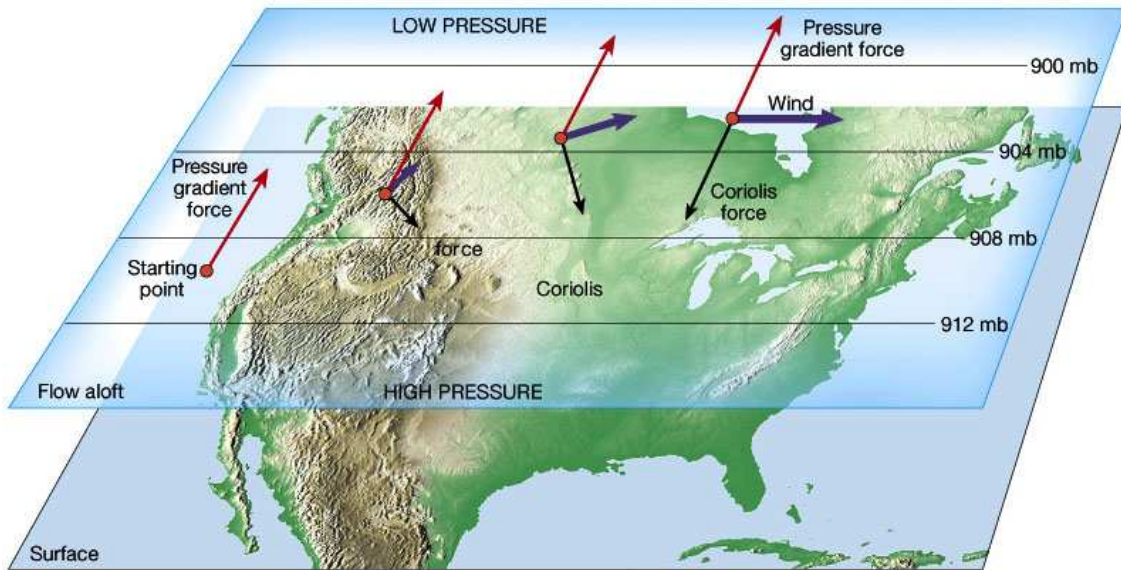 LOW PRESSURE
Pressure
gradient force
900 mb
Wind
904 mb
Pressure
gradient
force
Coriolis
force
908 mb
force
Starting
point
Coriolis
912 mb
Flow aloft
HIGH PRESSURE
Surface